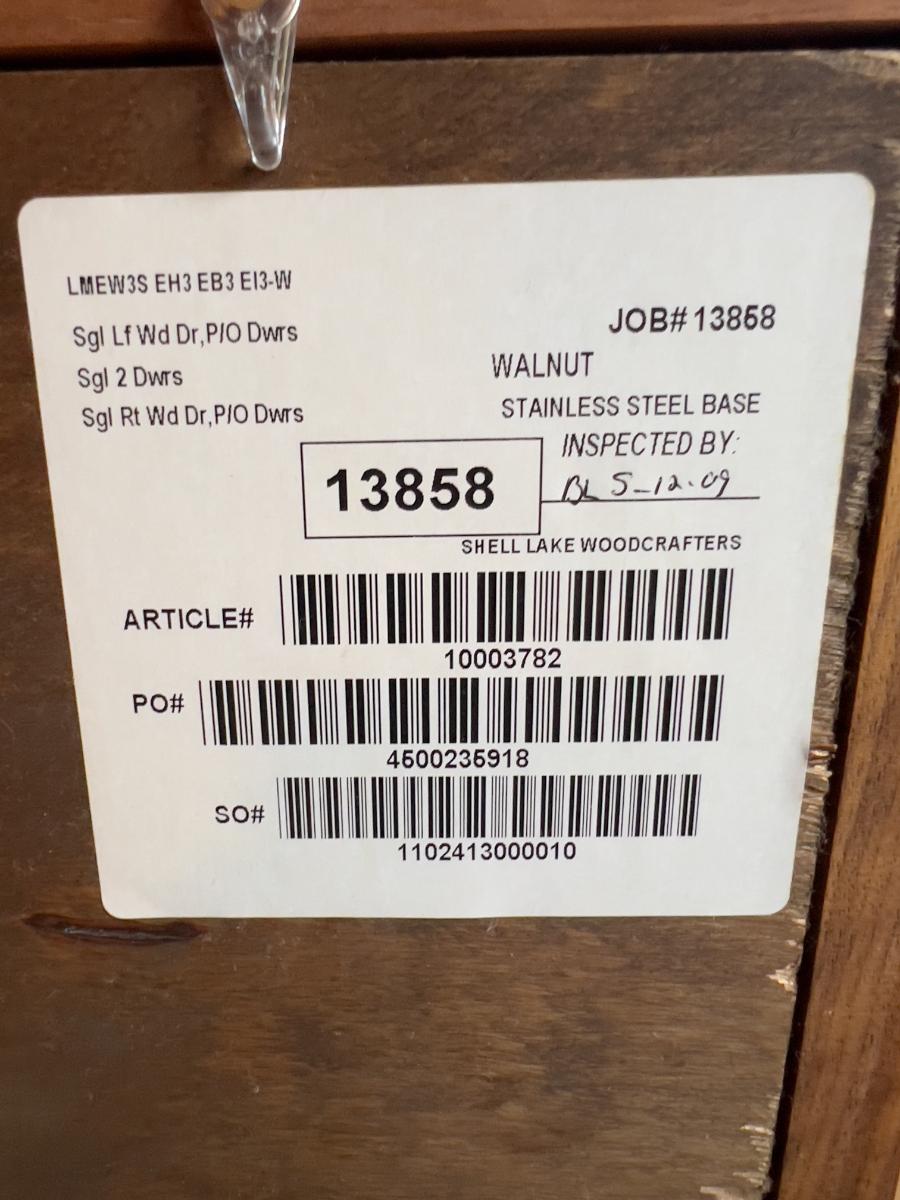 LMEW3S EH3 EB3 EI3-W
Sgl Lf Wd Dr,P/O Dwrs
Sgl 2 Dwrs
Sgl Rt Wd Dr,P/O Dwrs
JOB# 13858
WALNUT
STAINLESS STEEL BASE
INSPECTED BY:
BL 5-12-09
13858
SHELL LAKE WOODCRAFTERS
ARTICLE#
10003782
PO#
4500235918
SO#
1102413000010